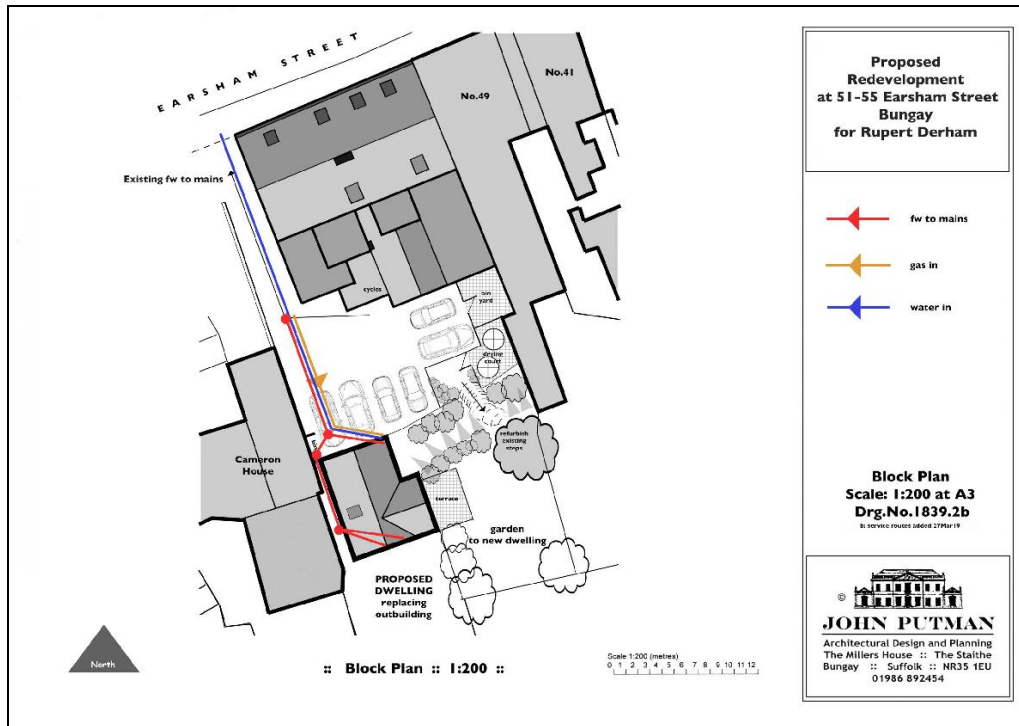 EARSHAM STREET
No.49
No.41
Existing fw to mains
cycles
bin
yard
drying
court
refurbish
existing
steps
Cameron
House
terrace
garden
to new dwelling
PROPOSED
DWELLING
replacing
outbuilding
North
:: Block Plan :: 1:200 ::
Scale 1:200 (metres)
0 1 2 3 4 5 6 7 8 9 10 11 12
Proposed
Redevelopment
at 51-55 Earsham Street
Bungay
for Rupert Derham
fw to mains
gas in
water in
Block Plan
Scale: 1:200 at A3
Drg.No.1839.2b
b: service routes added 27Mar19
©
JOHN PUTMAN
Architectural Design and Planning
The Millers House :: The Staithe
Bungay :: Suffolk :: NR35 1EU
01986 892454